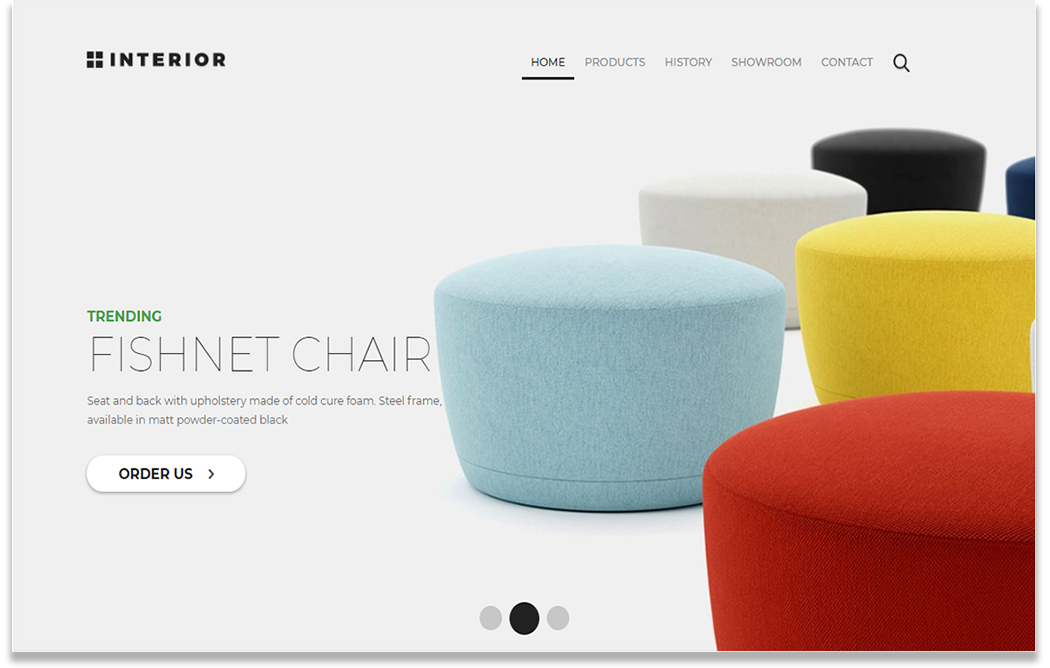 INTERIOR
HOME PRODUCTS HISTORY SHOWROOM CONTACT
TRENDING
FISHNET CHAIR
Seat and back with upholstery made of cold cure foam. Steel frame,
available in matt powder-coated black
ORDER US